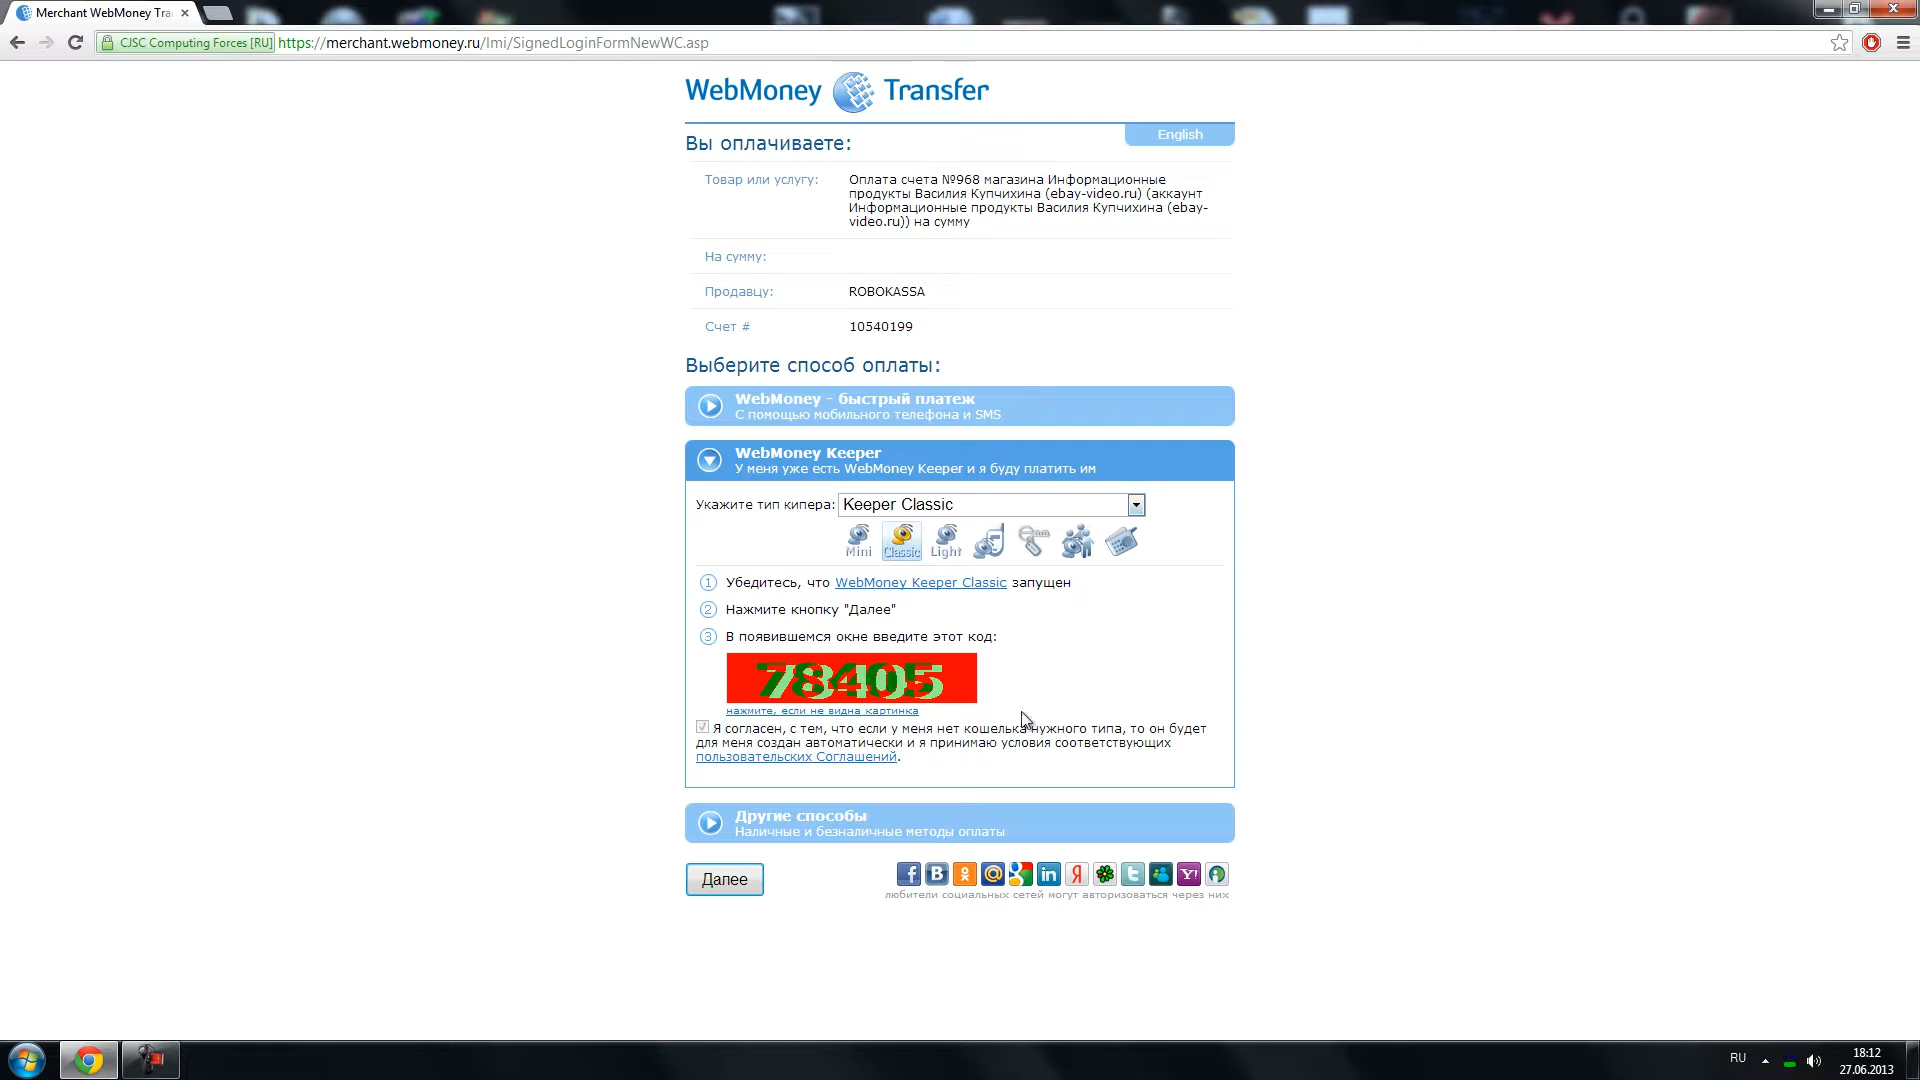 Merchant WebMoney Tra
CJSC Computing Forces [RU] https://merchant.webmoney.ru/lmi/SignedLoginFormNewWC.asp
WebMoney Transfer
English
Вы оплачиваете:
Товар или услугу: Оплата счета №968 магазина Информационные
продукты Василия Купчихина (ebay-video.ru) (аккаунт
Информационные продукты Василия Купчихина (ebay-
video.ru)) на сумму
На сумму:
Продавцу: ROBOKASSA
Счет # 10540199
Выберите способ оплаты:
WebMoney - быстрый платеж
С помощью мобильного телефона и SMS
WebMoney Keeper
У меня уже есть WebMoney Keeper и я буду платить им
Укажите тип кипера: Keeper Classic
Mini Classic Light
1 Убедитесь, что WebMoney Keeper Classic запущен
2 Нажмите кнопку "Далее"
3 В появившемся окне введите этот код:
78405
нажмите, если не видна картинка
Я согласен, с тем, что если у меня нет кошелька нужного типа, то он будет
для меня создан автоматически и я принимаю условия соответствующих
пользовательских Соглашений.
Другие способы
Наличные и безналичные методы оплаты
Далее
любители социальных сетей могут авторизоваться через них
RU
18:12
27.06.2013